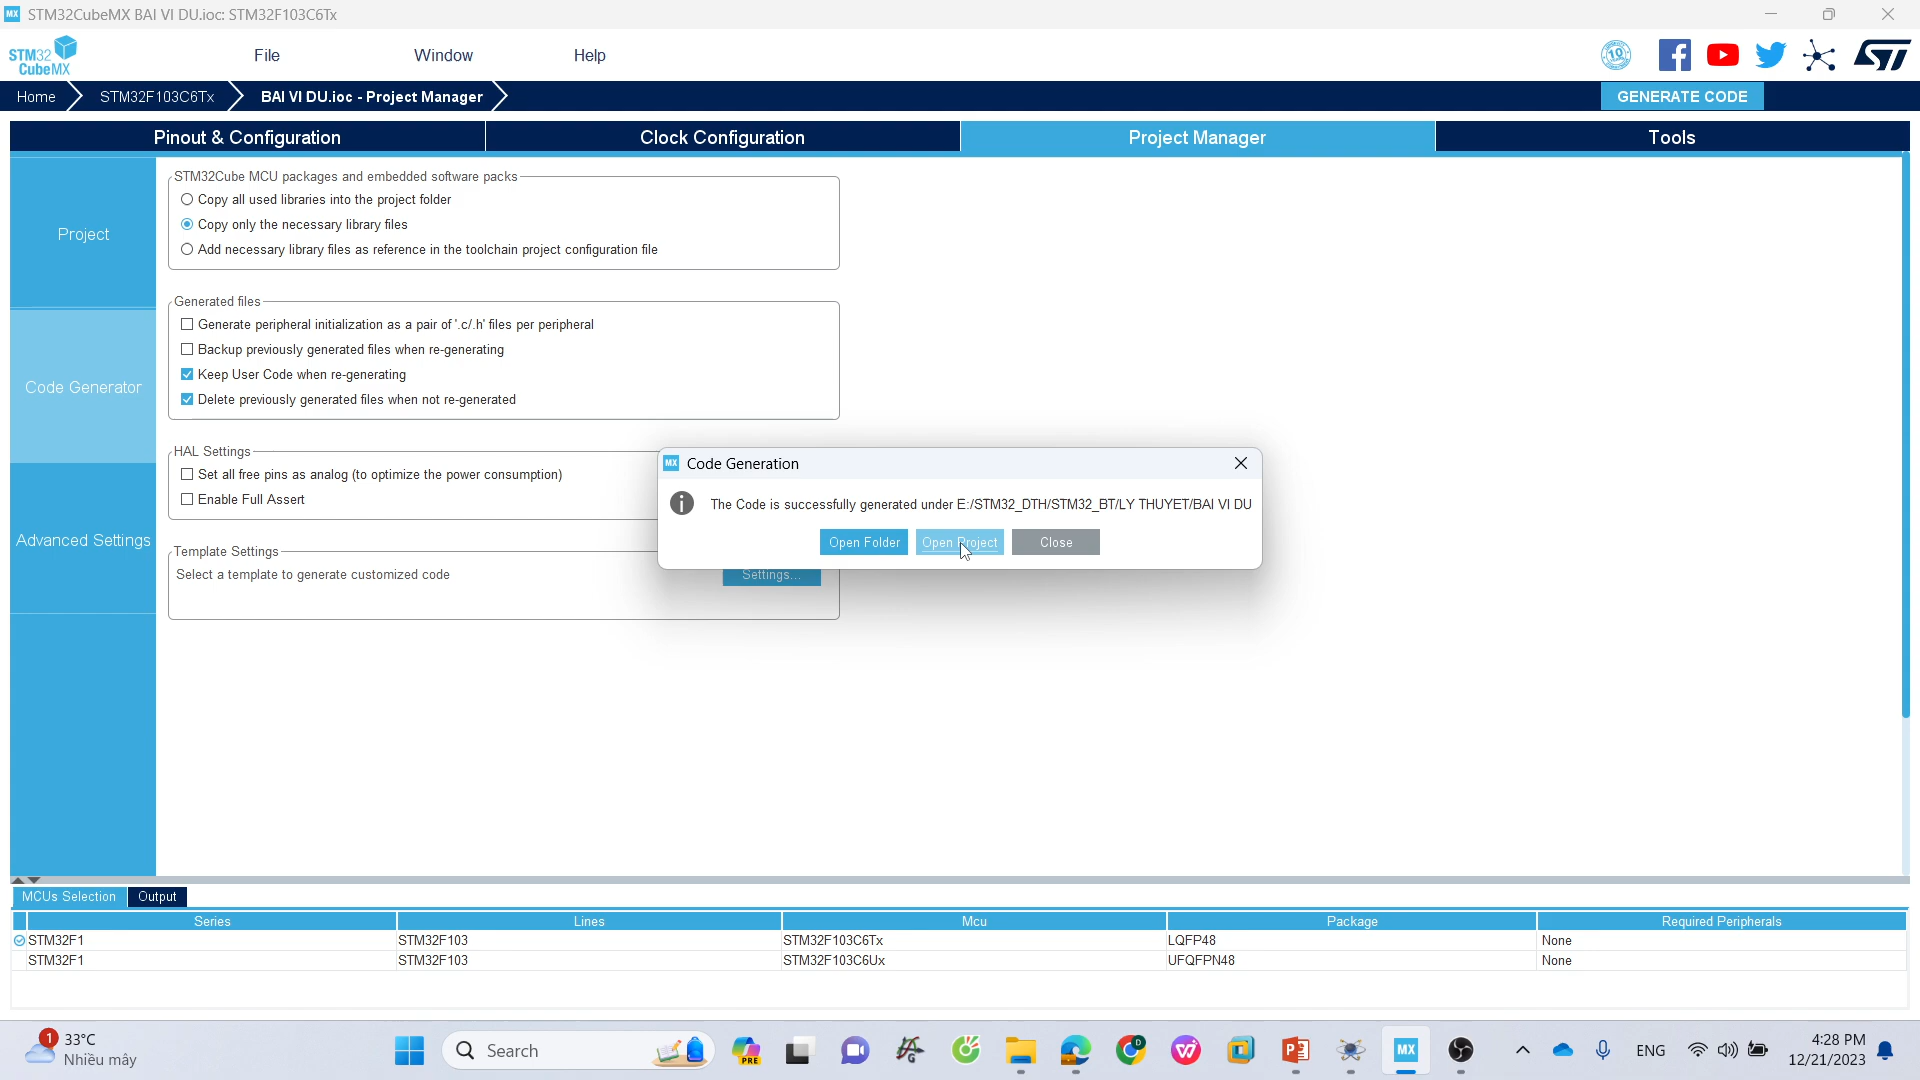 MX STM32CubeMX BAI VI DU.ioc: STM32F103C6Tx
STM32
CubeMX
File Window Help
10
Home STM32F103C6Tx BAI VI DU.ioc - Project Manager GENERATE CODE
Pinout & Configuration Clock Configuration Project Manager Tools
Project
Code Generator
Advanced Settings
STM32Cube MCU packages and embedded software packs
Copy all used libraries into the project folder
Copy only the necessary library files
Add necessary library files as reference in the toolchain project configuration file
Generated files
Generate peripheral initialization as a pair of '.c/.h' files per peripheral
Backup previously generated files when re-generating
Keep User Code when re-generating
Delete previously generated files when not re-generated
HAL Settings
Set all free pins as analog (to optimize the power consumption)
Enable Full Assert
Template Settings
Select a template to generate customized code Settings...
MX Code Generation
The Code is successfully generated under E:/STM32_DTH/STM32_BT/LY THUYET/BAI VI DU
Open Folder Open Project Close
MCUs Selection Output
Series Lines Mcu Package Required Peripherals
STM32F1 STM32F103 STM32F103C6Tx LQFP48 None
STM32F1 STM32F103 STM32F103C6Ux UFQFPN48 None
1 33°C
Nhiều mây
Search
PRE
D
MX
ENG
4:28 PM
12/21/2023